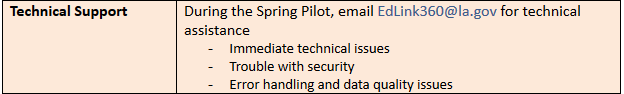 Technical Support
During the Spring Pilot, email EdLink360@la.gov for technical
assistance
- Immediate technical issues
- Trouble with security
- Error handling and data quality issues